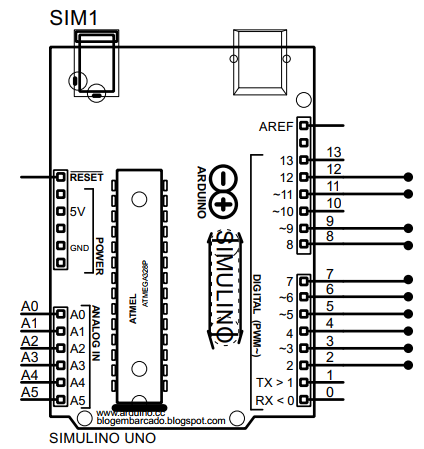 SIM1
AREF
13 13
12 12
~11 11
~10 10
~9 9
8 8
RESET
5V
GND
POWER
ARDUINO
SIMULINO
ATMEL
ATMEGA328P
DIGITAL (PWM~)
ANALOG IN
A0 A0
A1 A1
A2 A2
A3 A3
A4 A4
A5 A5
7 7
~6 6
~5 5
4 4
~3 3
2 2
TX > 1 1
RX < 0 0
www.arduino.cc
blogembarcado.blogspot.com
SIMULINO UNO